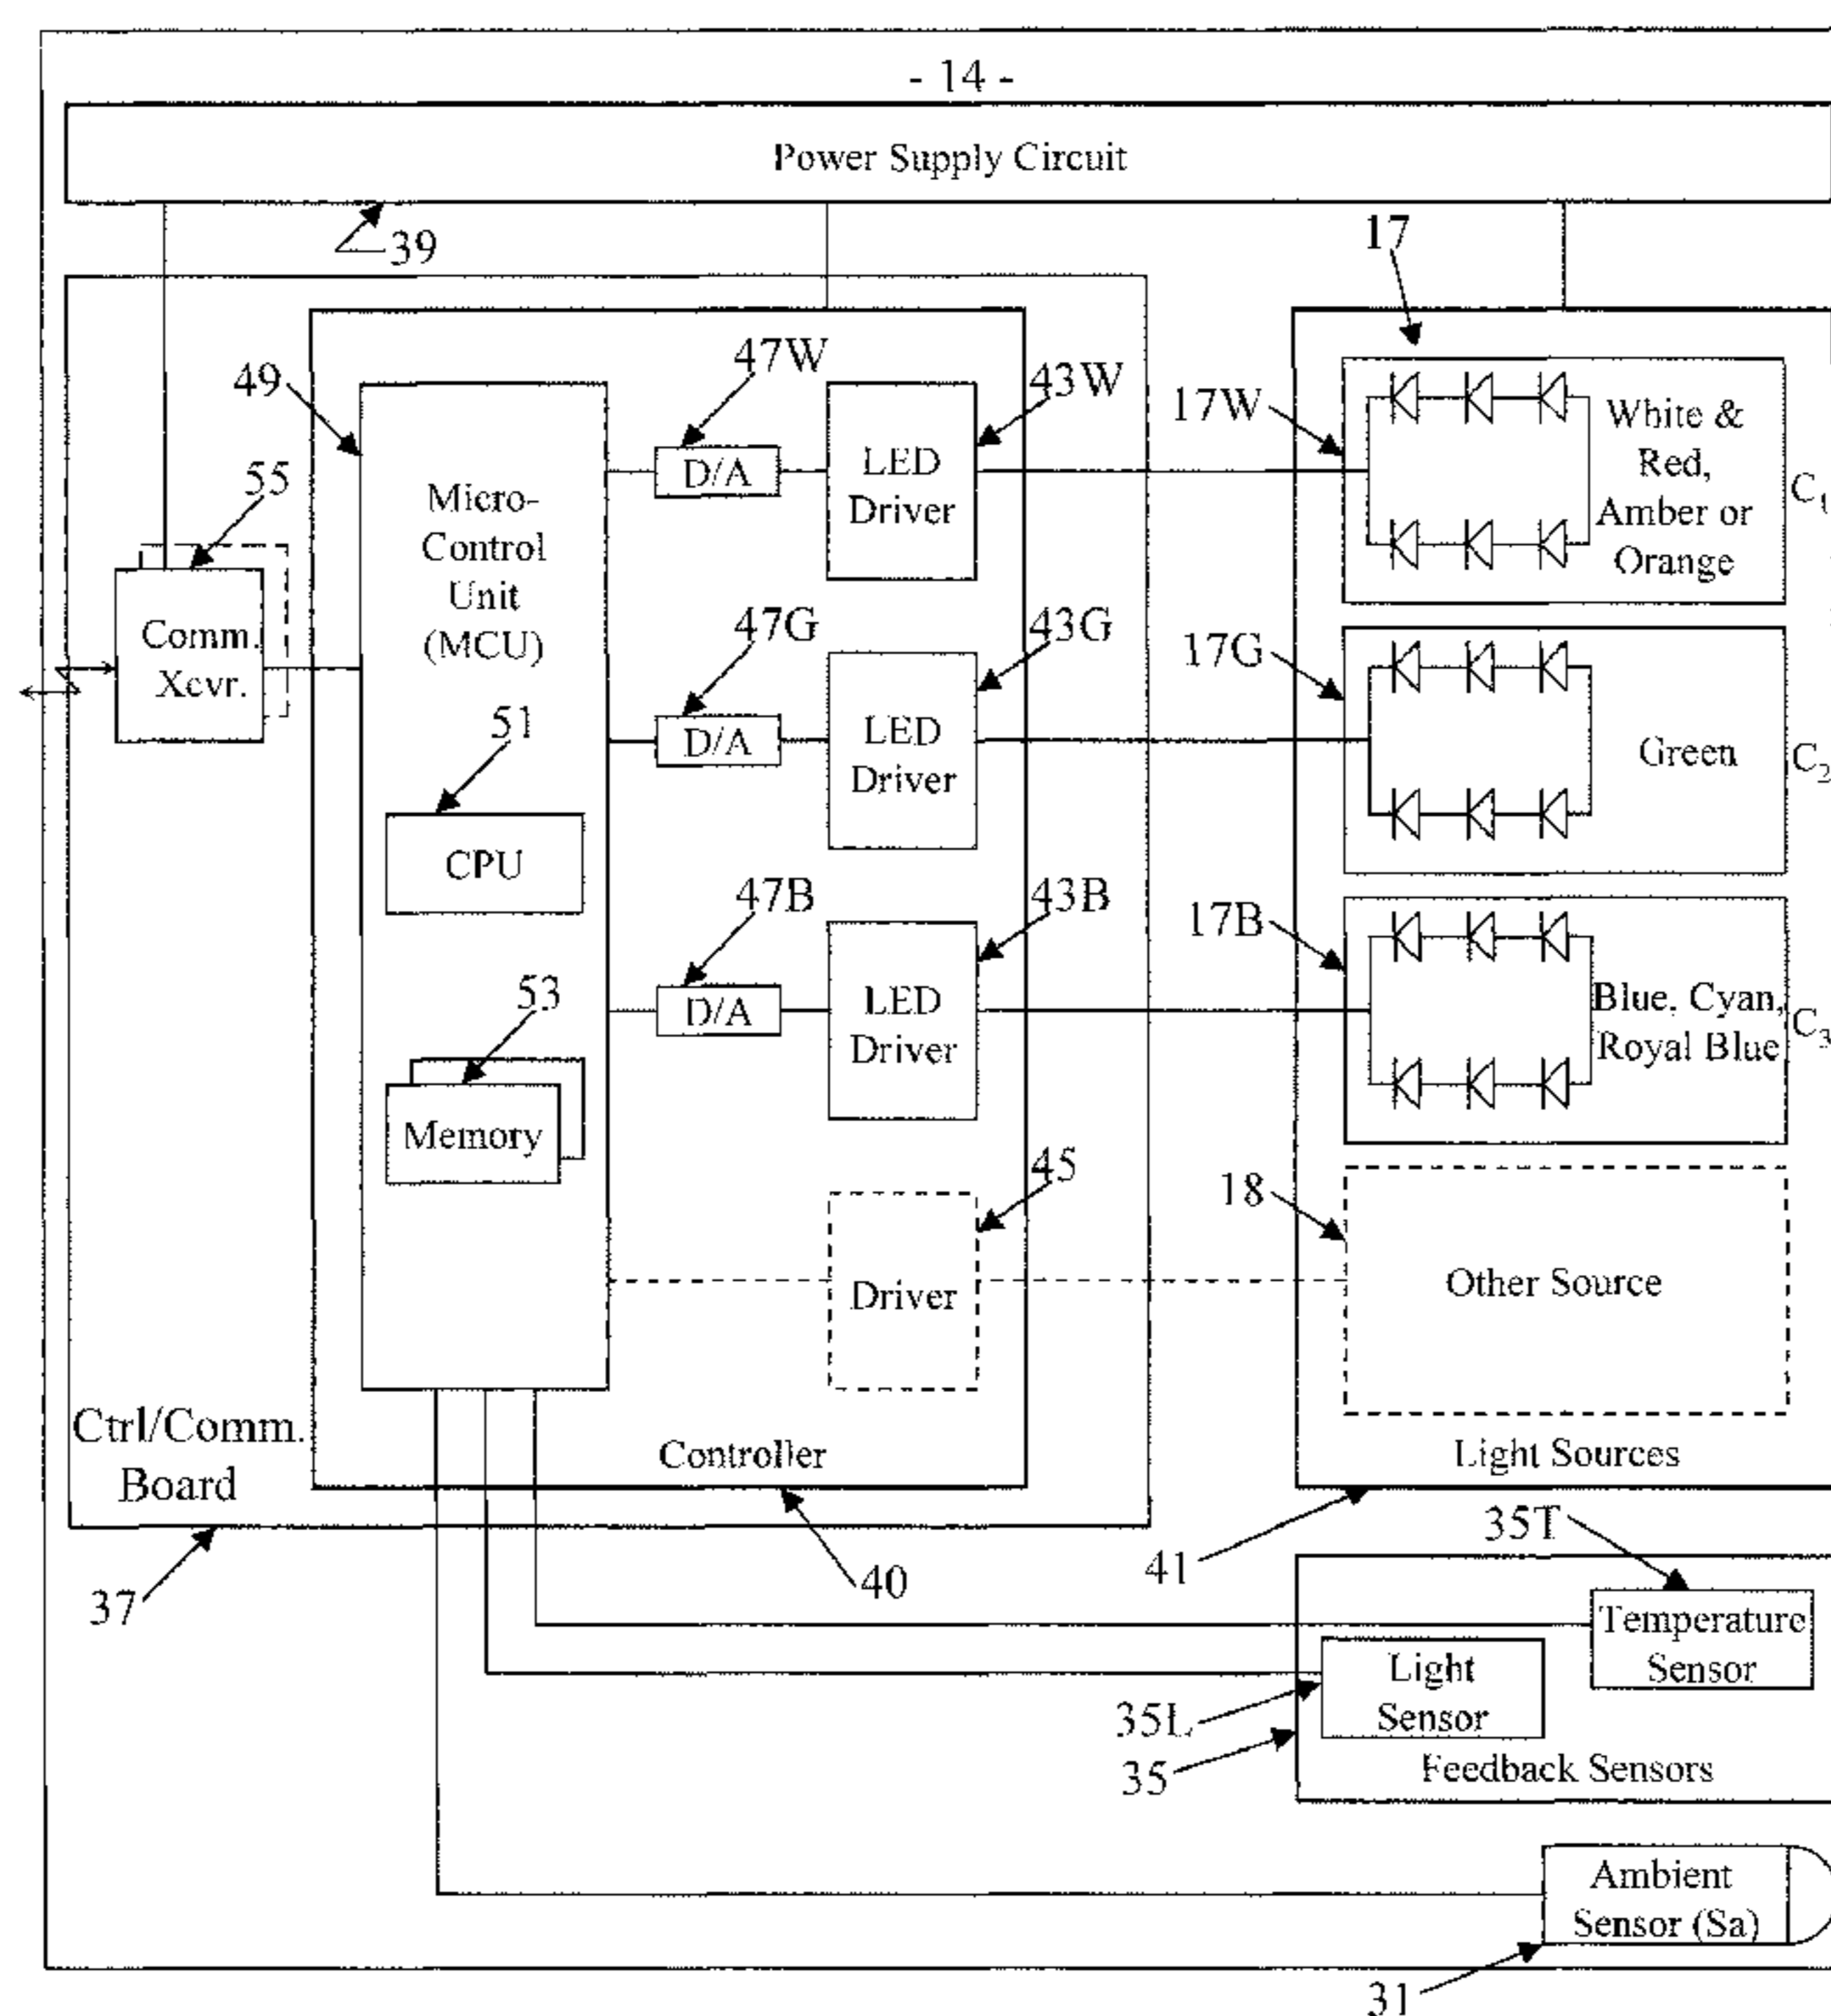 - 14 -
Power Supply Circuit
39
17
47W
43W
49
17W
D/A
LED
Driver
White &
Red,
Amber or
Orange
C1
Micro-
Control
Unit
(MCU)
55
Comm.
Xcvr.
47G
43G
17G
D/A
LED
Driver
Green
C2
51
CPU
47B
43B
17B
D/A
LED
Driver
Blue, Cyan,
Royal Blue
C3
53
Memory
45
18
Driver
Other Source
Ctrl/Comm.
Board
Controller
Light Sources
37
40
41
35T
Temperature
Sensor
Light
Sensor
35L
35
Feedback Sensors
Ambient
Sensor (Sa)
31